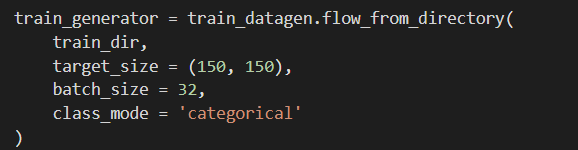 train_generator = train_datagen.flow_from_directory(
    train_dir,
    target_size = (150, 150),
    batch_size = 32,
    class_mode = 'categorical'
)